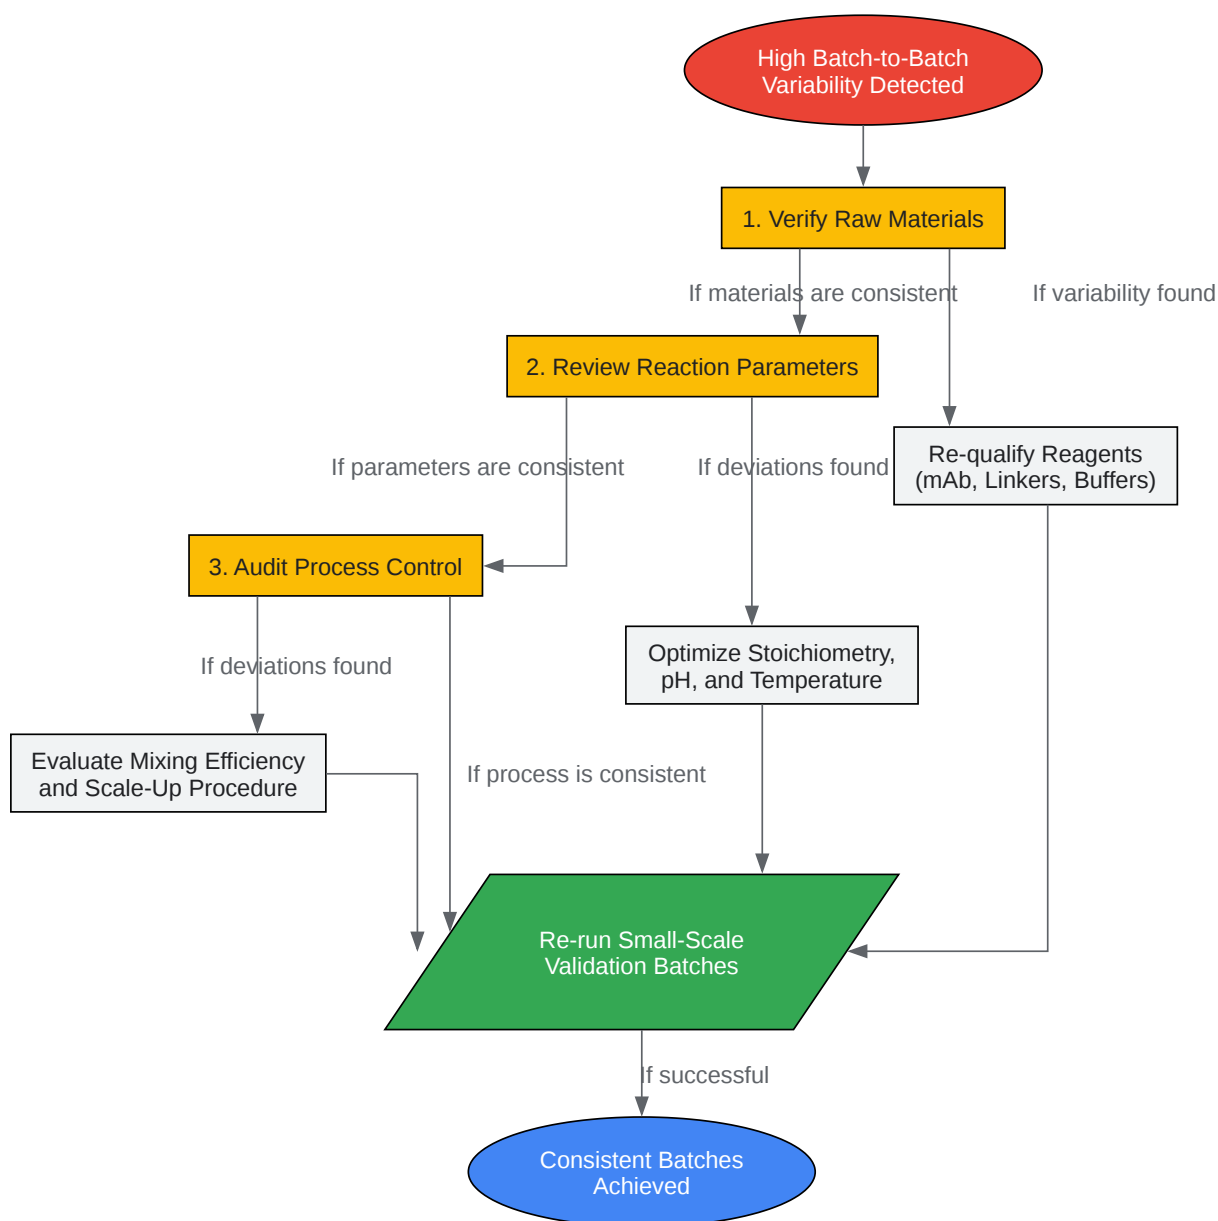 High Batch-to-Batch
Variability Detected
1. Verify Raw Materials
If materials are consistent
If variability found
2. Review Reaction Parameters
Re-qualify Reagents
(mAb, Linkers, Buffers)
If parameters are consistent
If deviations found
3. Audit Process Control
Optimize Stoichiometry,
pH, and Temperature
If deviations found
Evaluate Mixing Efficiency
and Scale-Up Procedure
If process is consistent
Re-run Small-Scale
Validation Batches
If successful
Consistent Batches
Achieved